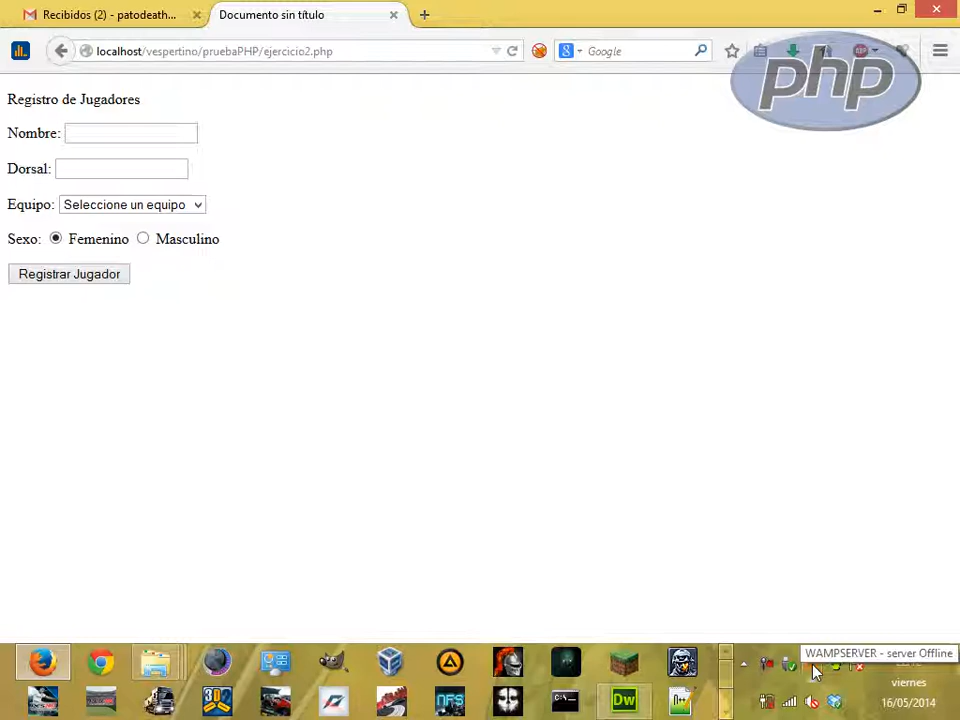 Recibidos (2) - patodeath...
Documento sin título
localhost/vespertino/pruebaPHP/ejercicio2.php
Google
php
Registro de Jugadores
Nombre:
Dorsal:
Equipo: Seleccione un equipo
Sexo: Femenino Masculino
Registrar Jugador
WAMPSERVER - server Offline
viernes
16/05/2014
Dw